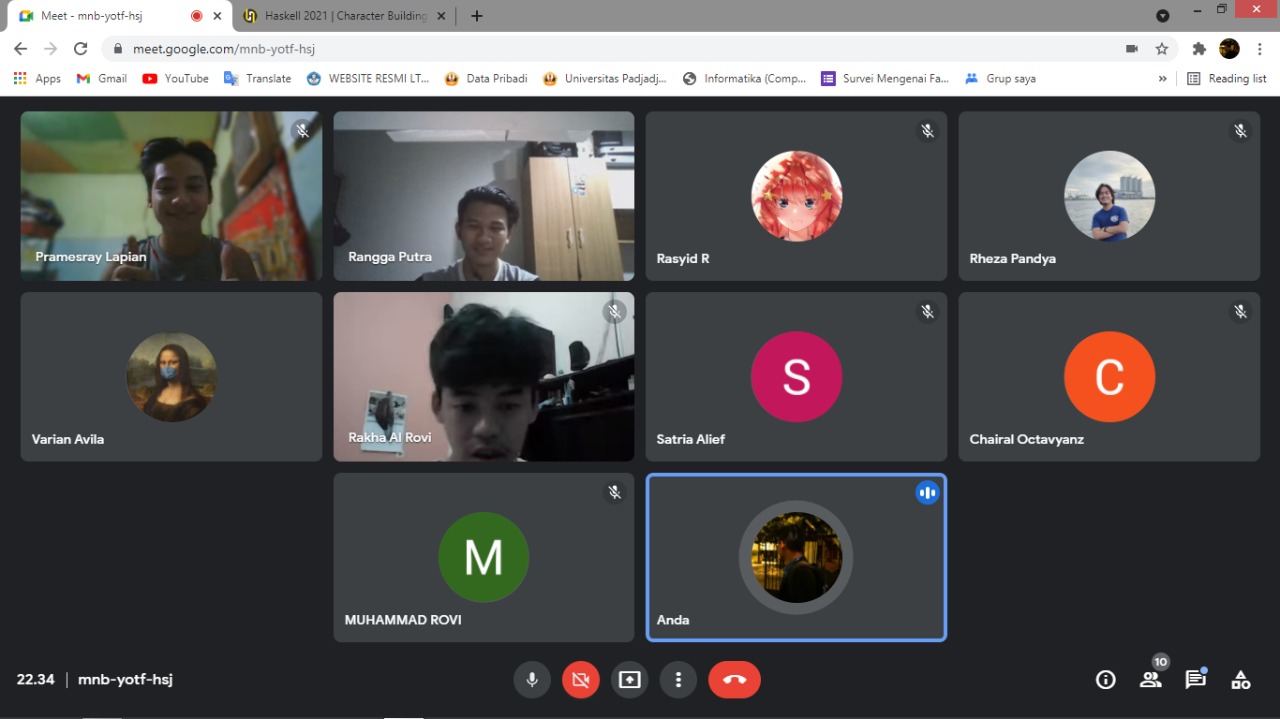 Meet - mnb-yotf-hsj
Haskell 2021 | Character Building
meet.google.com/mnb-yotf-hsj
Apps
Gmail
YouTube
Translate
WEBSITE RESMI LT...
Data Pribadi
Universitas Padjadj...
Informatika (Comp...
Survei Mengenai Fa...
Grup saya
»
Reading list
Pramesray Lapian
Rangga Putra
Rasyid R
Rheza Pandya
Varian Avila
Rakha Al Rovi
S
Satria Alief
C
Chairal Octavyanz
M
MUHAMMAD ROVI
Anda
22.34 | mnb-yotf-hsj
10